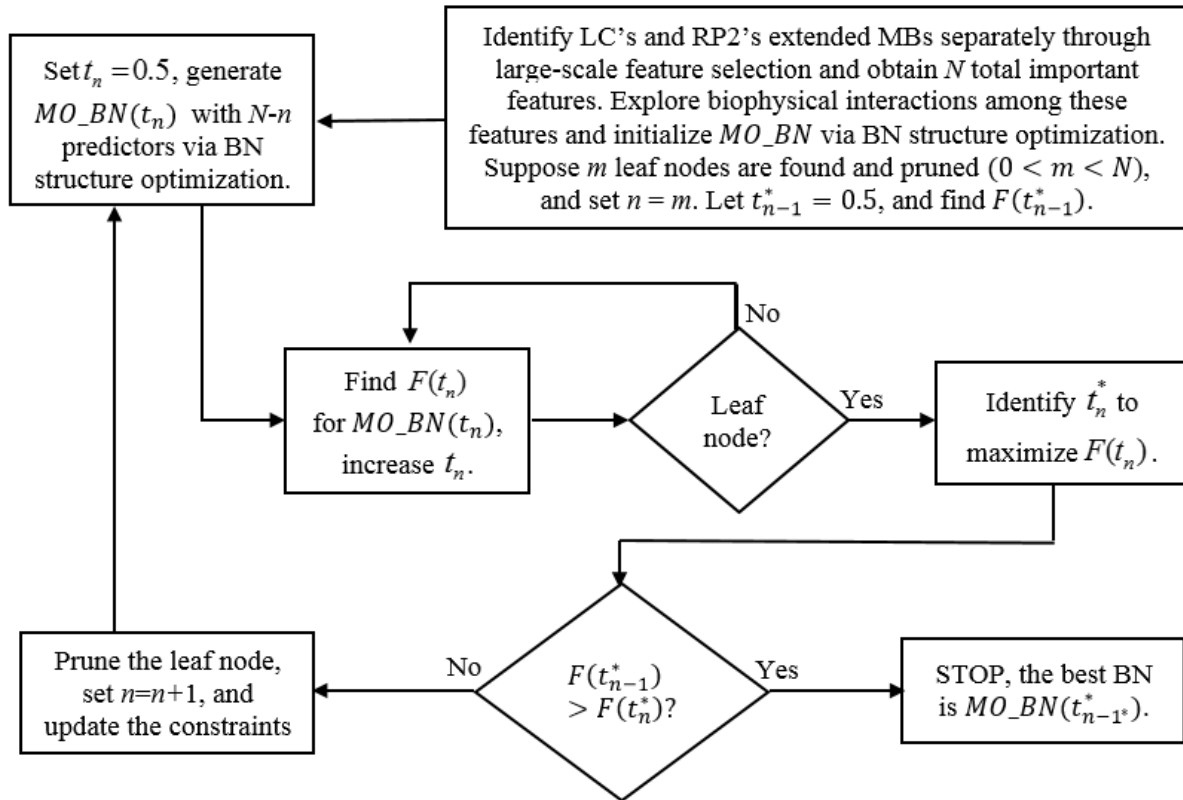 Identify LC's and RP2's extended MBs separately through
large-scale feature selection and obtain N total important
features. Explore biophysical interactions among these
features and initialize MO_BN via BN structure optimization.
Suppose m leaf nodes are found and pruned (0 < m < N),
and set n = m. Let t*ₙ₋₁ = 0.5, and find F(t*ₙ₋₁).
Set tₙ = 0.5, generate
MO_BN(tₙ) with N-n
predictors via BN
structure optimization.
Find F(tₙ)
for MO_BN(tₙ),
increase tₙ.
No
Leaf
node?
Yes
Identify t*ₙ to
maximize F(tₙ).
F(t*ₙ₋₁)
> F(t*ₙ)?
No
Prune the leaf node,
set n=n+1, and
update the constraints
Yes
STOP, the best BN
is MO_BN(t*ₙ₋₁*).